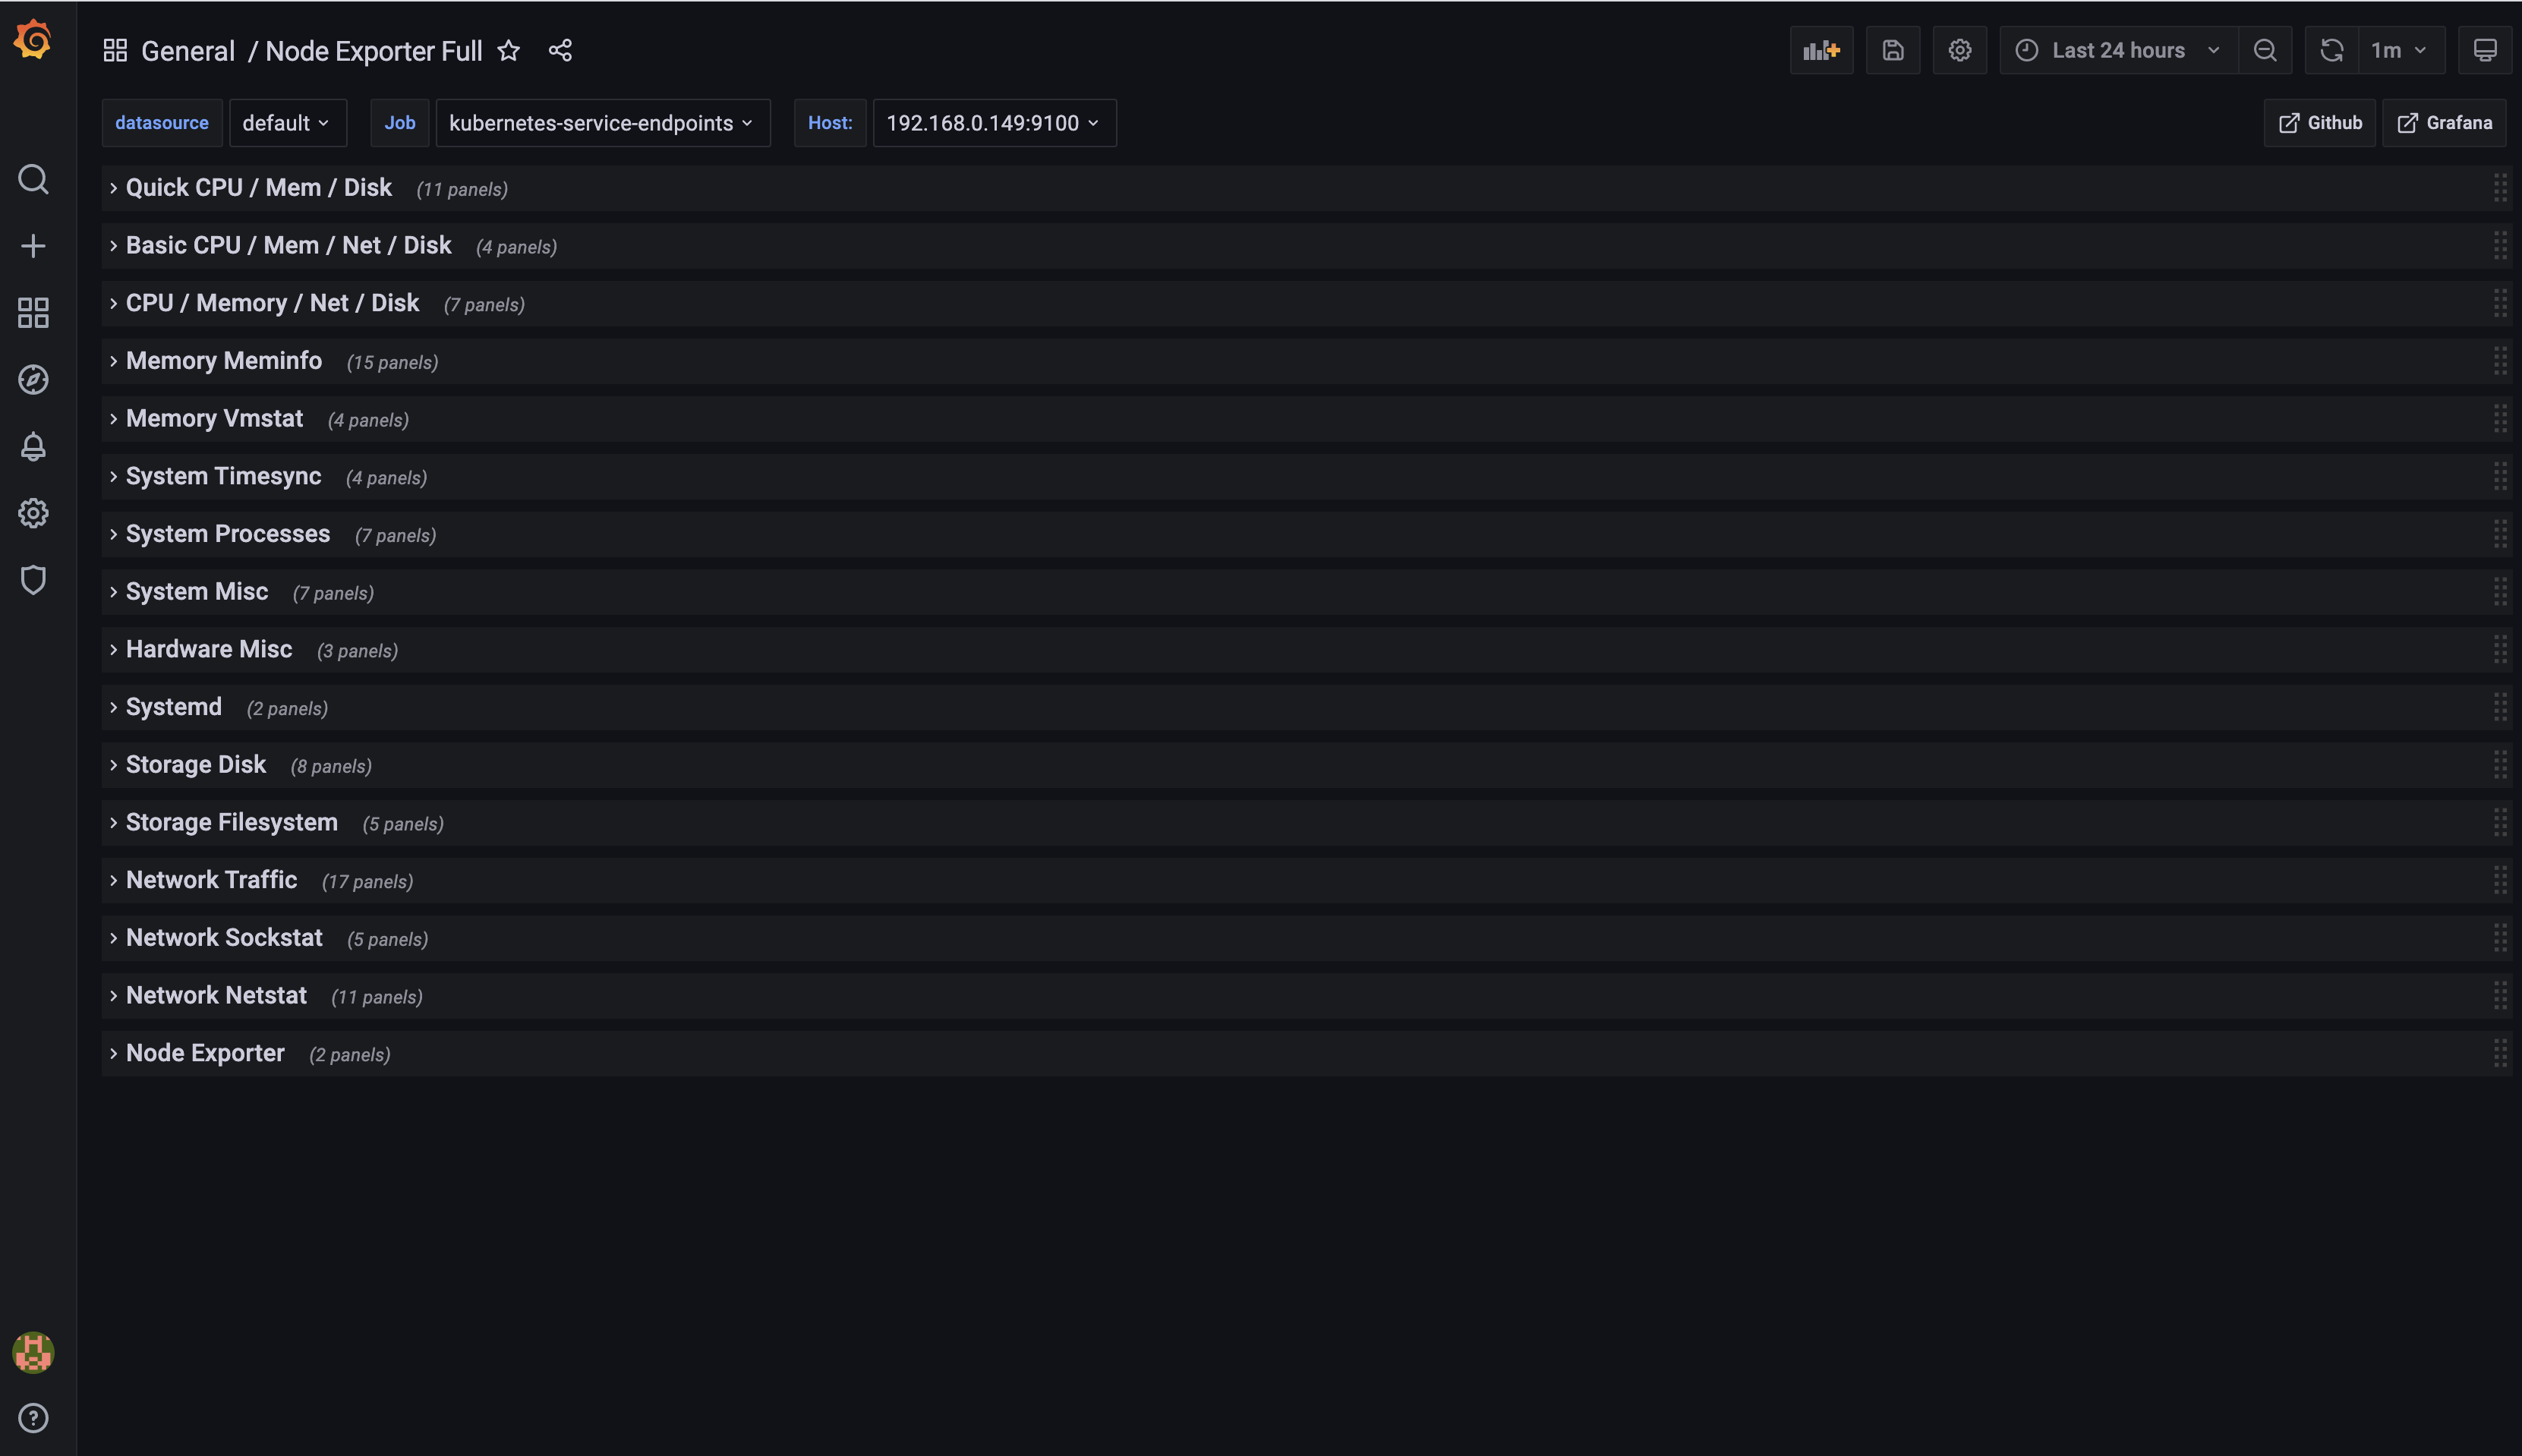 General / Node Exporter Full
Last 24 hours
1m
datasource default Job kubernetes-service-endpoints Host: 192.168.0.149:9100 Github Grafana
Quick CPU / Mem / Disk (11 panels)
Basic CPU / Mem / Net / Disk (4 panels)
CPU / Memory / Net / Disk (7 panels)
Memory Meminfo (15 panels)
Memory Vmstat (4 panels)
System Timesync (4 panels)
System Processes (7 panels)
System Misc (7 panels)
Hardware Misc (3 panels)
Systemd (2 panels)
Storage Disk (8 panels)
Storage Filesystem (5 panels)
Network Traffic (17 panels)
Network Sockstat (5 panels)
Network Netstat (11 panels)
Node Exporter (2 panels)